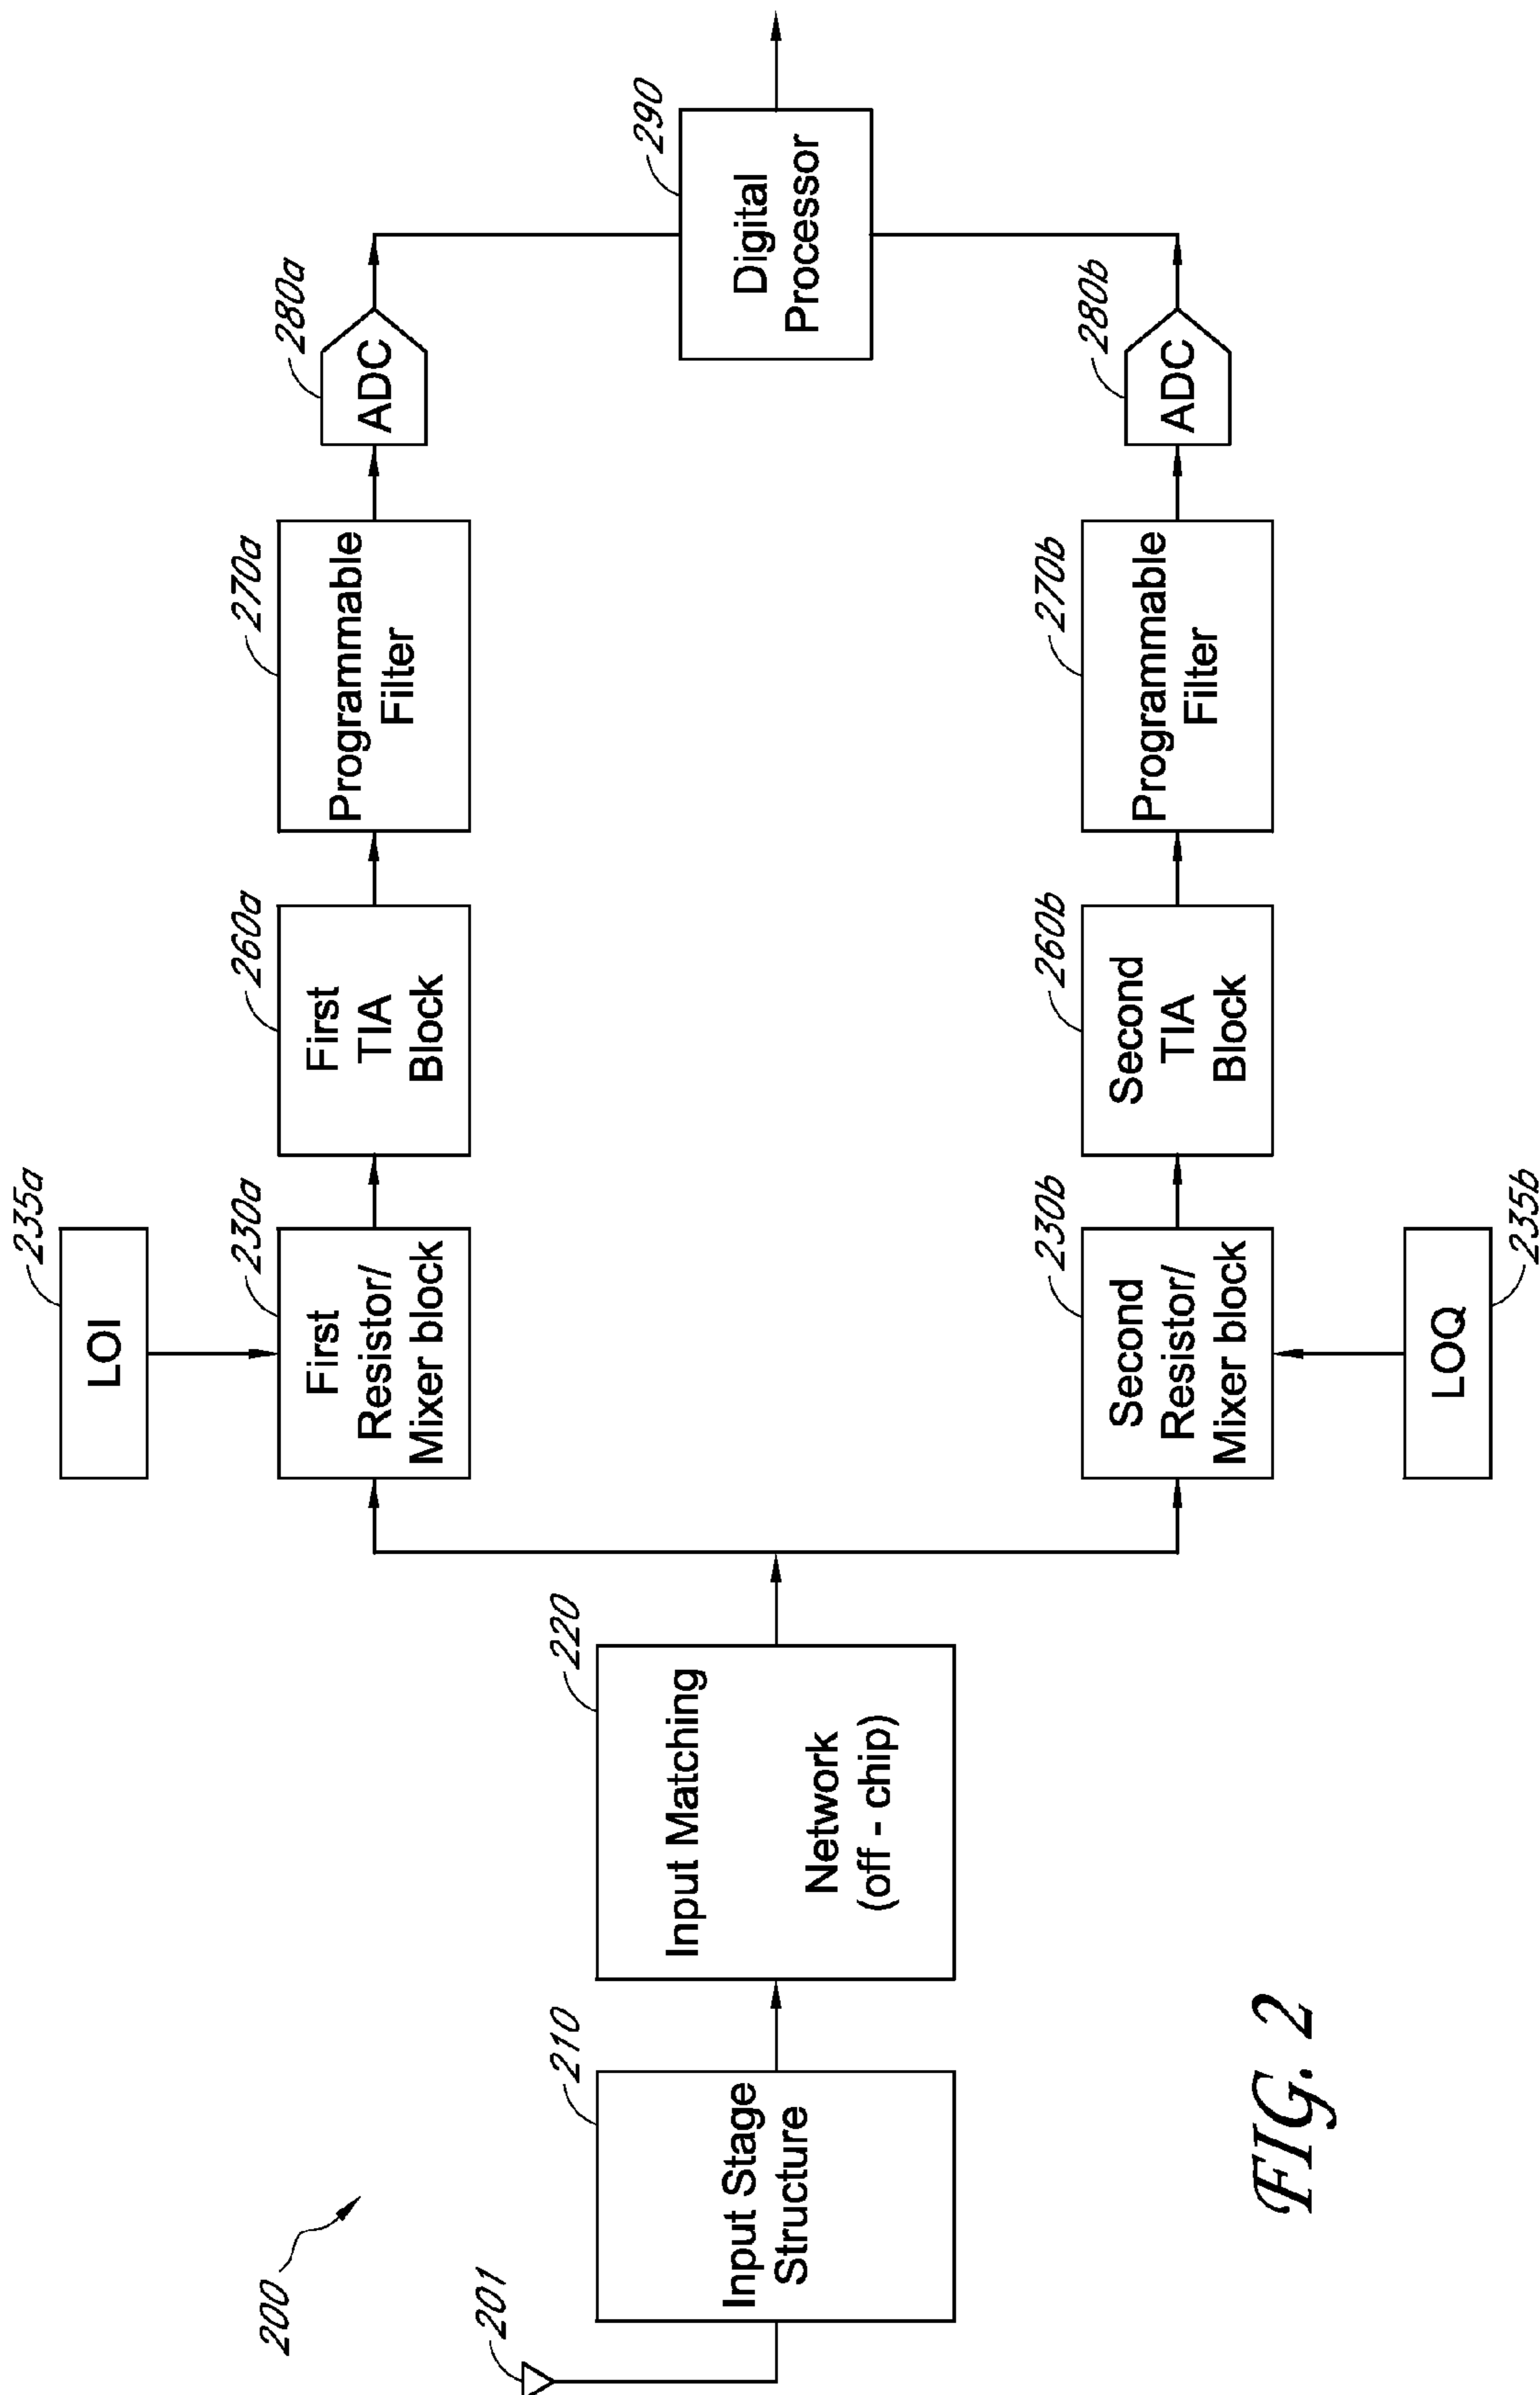 200
201
Input Stage
Structure
210
Input Matching
Network
(off - chip)
220
LOI
235a
First
Resistor/
Mixer block
230a
First
TIA
Block
260a
Programmable
Filter
270a
ADC
280a
Second
Resistor/
Mixer block
230b
LOQ
235b
Second
TIA
Block
260b
Programmable
Filter
270b
ADC
280b
Digital
Processor
290
FIG. 2